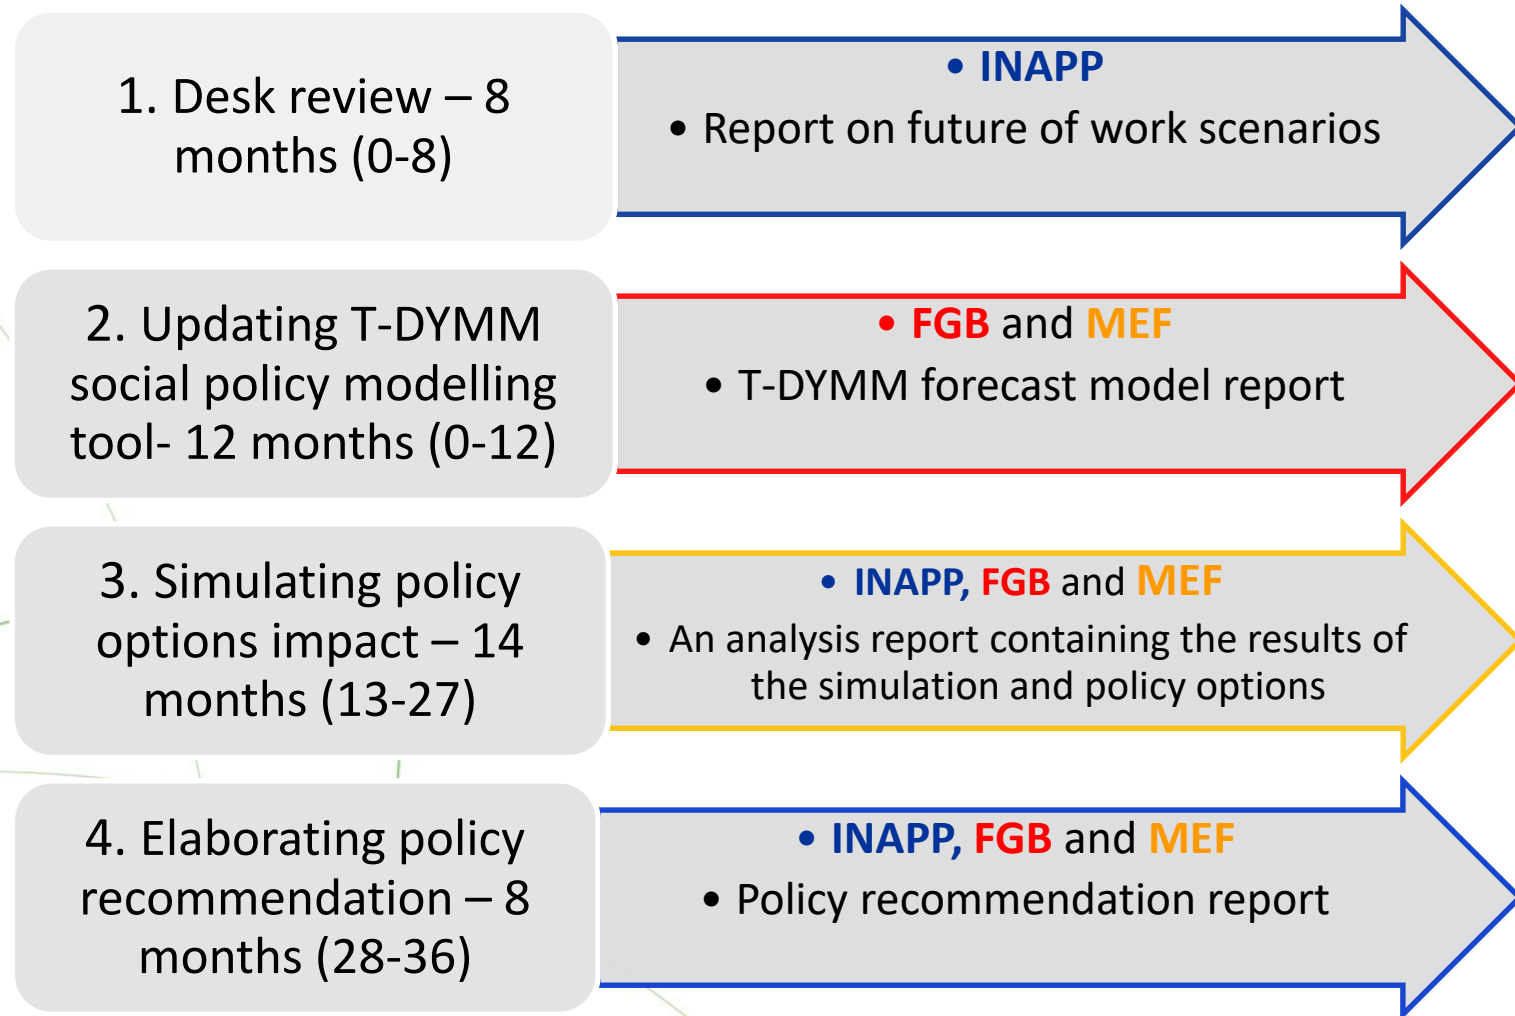 1. Desk review – 8
months (0-8)
• INAPP
• Report on future of work scenarios
2. Updating T-DYMM
social policy modelling
tool- 12 months (0-12)
• FGB and MEF
• T-DYMM forecast model report
3. Simulating policy
options impact – 14
months (13-27)
• INAPP, FGB and MEF
• An analysis report containing the results of
the simulation and policy options
4. Elaborating policy
recommendation – 8
months (28-36)
• INAPP, FGB and MEF
• Policy recommendation report